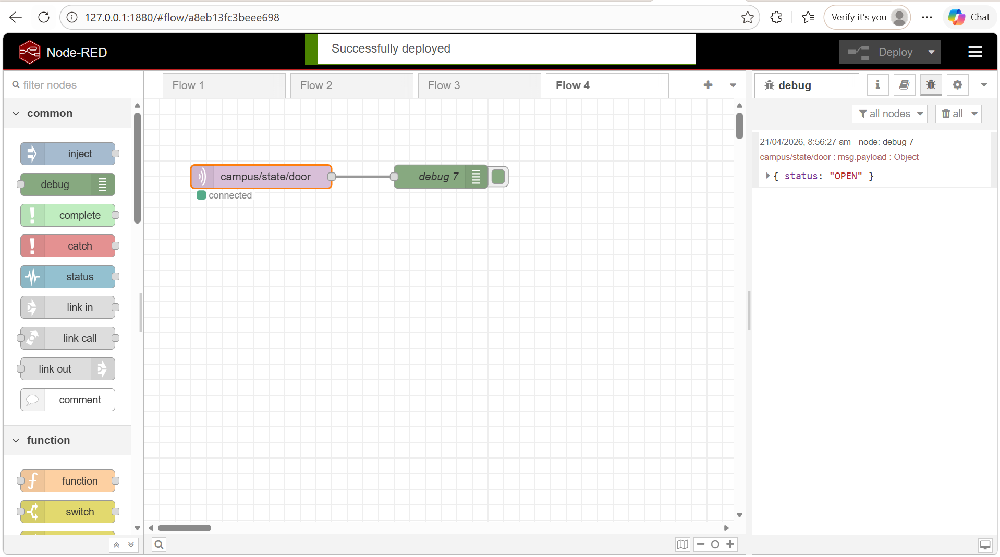 127.0.0.1:1880/#flow/a8eb13fc3beee698
Verify it's you
Chat
Node-RED
Successfully deployed
Deploy
filter nodes
Flow 1
Flow 2
Flow 3
Flow 4
debug
all nodes
all
common
inject
debug
complete
catch
status
link in
link call
link out
comment
function
function
switch
campus/state/door
connected
debug 7
21/04/2026, 8:56:27 am node: debug 7
campus/state/door : msg.payload : Object
{ status: "OPEN" }